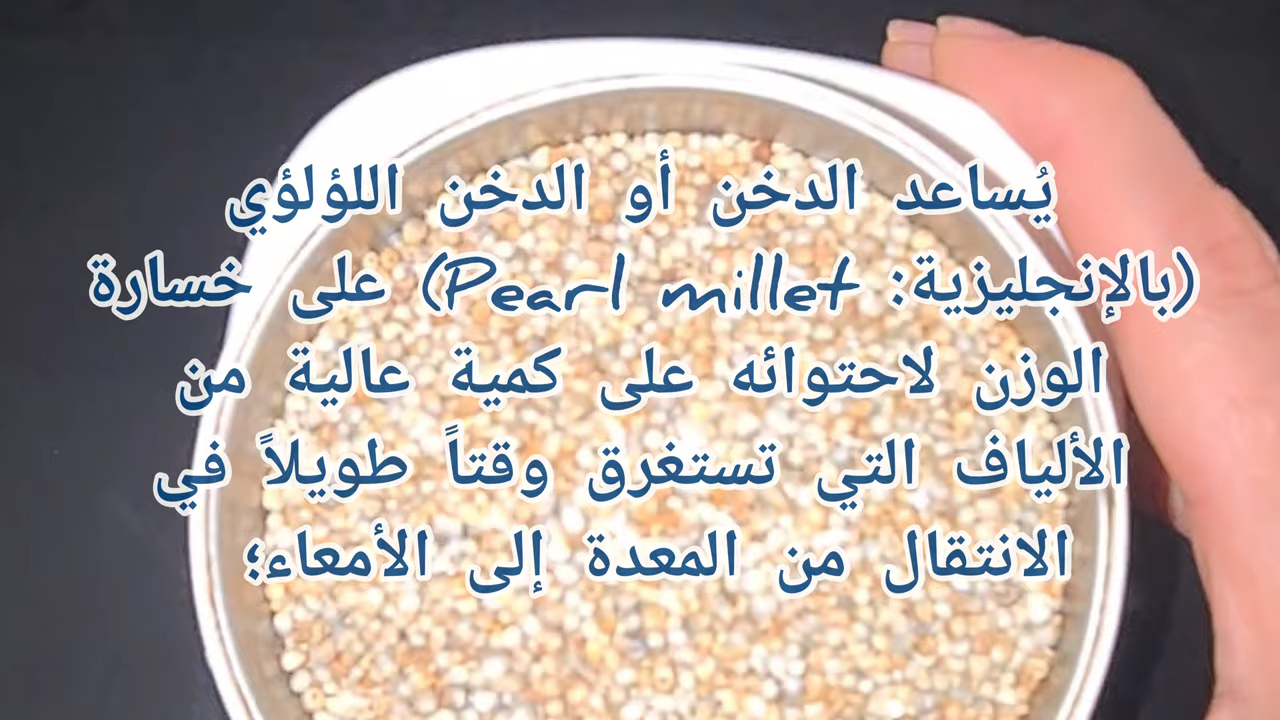 يُساعد الدخن أو الدخن اللؤلؤي
(بالإنجليزية: Pearl millet) على خسارة
الوزن لاحتوائه على كمية عالية من
الألياف التي تستغرق وقتاً طويلاً في
الانتقال من المعدة إلى الأمعاء؛